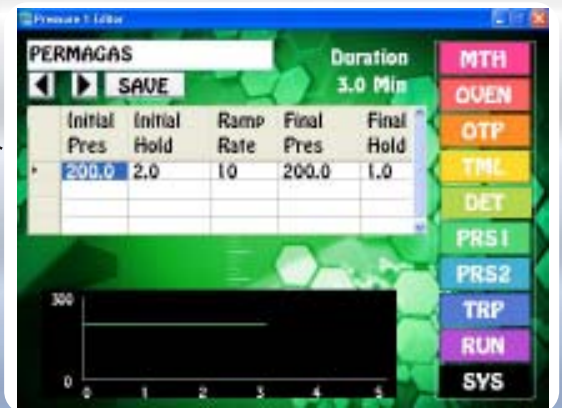 Pressure 1 Editor
PERMAGAS
Duration
SAVE
3.0 Min
Initial Pres Initial Hold Ramp Rate Final Pres Final Hold
200.0 2.0 10 200.0 1.0
300
0
0 1 2 3 4 5
MTH
OVEN
OTP
TML
DET
PRS1
PRS2
TRP
RUN
SYS